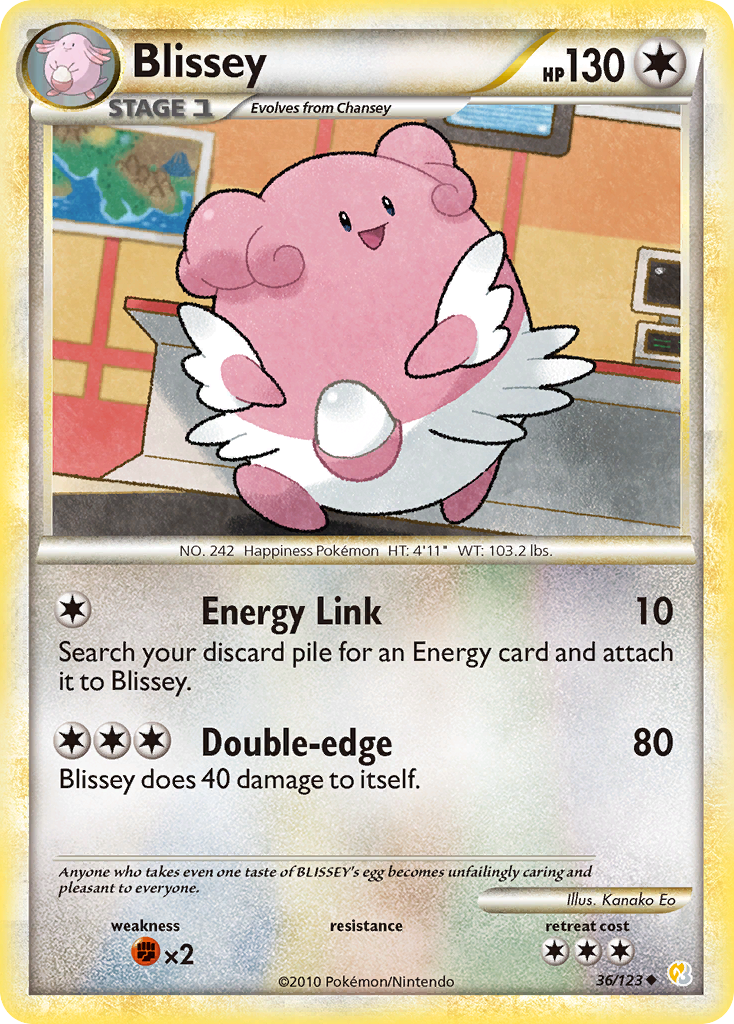 Blissey
HP 130
STAGE 1
Evolves from Chansey
NO. 242 Happiness Pokémon HT: 4'11" WT: 103.2 lbs.
Energy Link 10
Search your discard pile for an Energy card and attach
it to Blissey.
Double-edge 80
Blissey does 40 damage to itself.
Anyone who takes even one taste of BLISSEY's egg becomes unfailingly caring and
pleasant to everyone.
Illus. Kanako Eo
weakness resistance retreat cost
×2
©2010 Pokémon/Nintendo 36/123